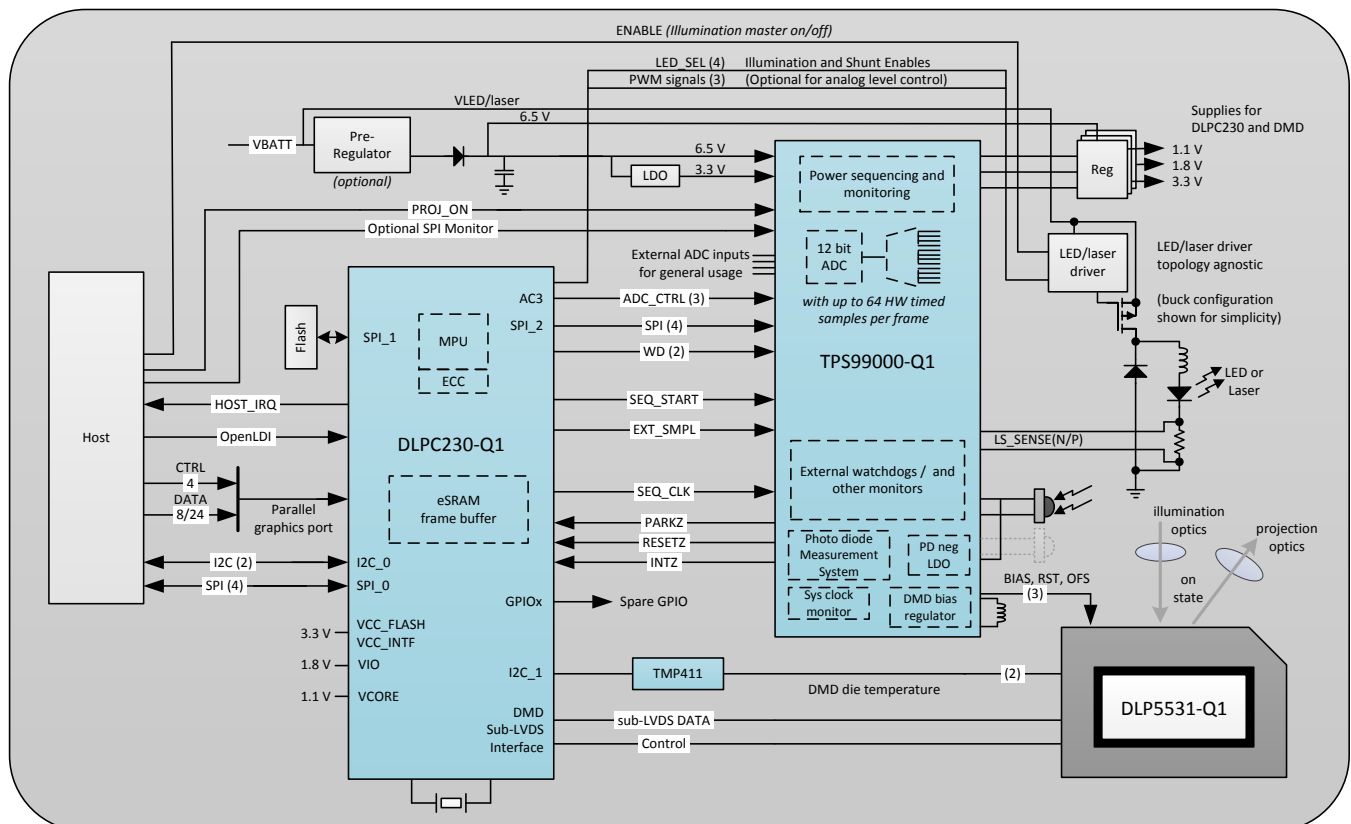 ENABLE (Illumination master on/off)
LED_SEL (4) Illumination and Shunt Enables
PWM signals (3) (Optional for analog level control)
VLED/laser
6.5 V
Supplies for
DLPC230 and DMD
VBATT
Pre-
Regulator
(optional)
6.5 V
3.3 V
LDO
Power sequencing and
monitoring
Reg
1.1 V
1.8 V
3.3 V
PROJ_ON
Optional SPI Monitor
External ADC inputs
for general usage
12 bit
ADC
with up to 64 HW timed
samples per frame
TPS99000-Q1
LED/laser
driver
LED/laser driver
topology agnostic
(buck configuration
shown for simplicity)
LED or
Laser
LS_SENSE(N/P)
Host
Flash
SPI_1
MPU
ECC
AC3
SPI_2
ADC_CTRL (3)
SPI (4)
WD (2)
SEQ_START
EXT_SMPL
HOST_IRQ
OpenLDI
DLPC230-Q1
CTRL
4
DATA
8/24
Parallel
graphics port
eSRAM
frame buffer
SEQ_CLK
PARKZ
RESETZ
INTZ
External watchdogs / and
other monitors
Photo diode
Measurement
System
PD neg
LDO
Sys clock
monitor
DMD bias
regulator
illumination
optics
projection
optics
on
state
BIAS, RST, OFS
(3)
I2C (2)
I2C_0
SPI (4)
SPI_0
GPIOx
Spare GPIO
3.3 V
VCC_FLASH
VCC_INTF
1.8 V
VIO
1.1 V
VCORE
I2C_1
TMP411
(2)
DMD die temperature
DMD
Sub-LVDS
Interface
sub-LVDS DATA
Control
DLP5531-Q1